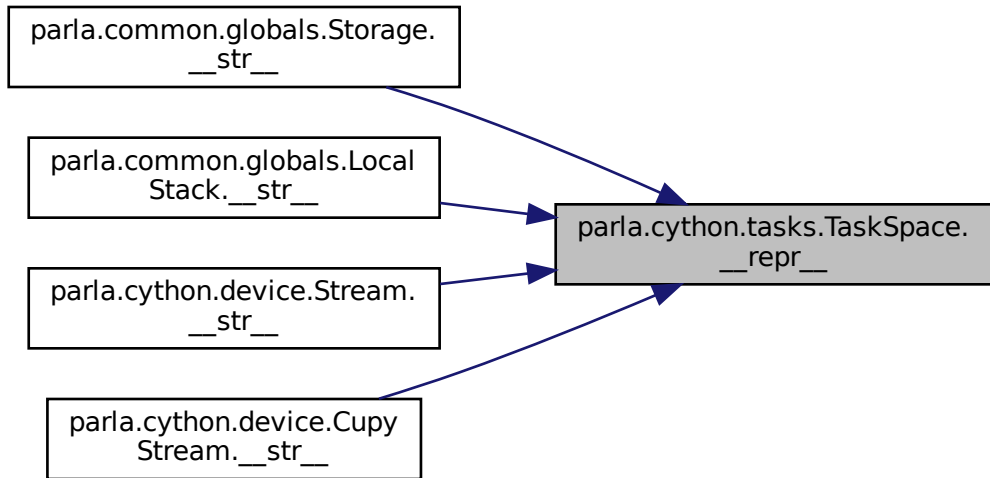 parla.common.globals.Storage.
__str__
parla.common.globals.Local
Stack.__str__
parla.cython.device.Stream.
__str__
parla.cython.device.Cupy
Stream.__str__
parla.cython.tasks.TaskSpace.
__repr__